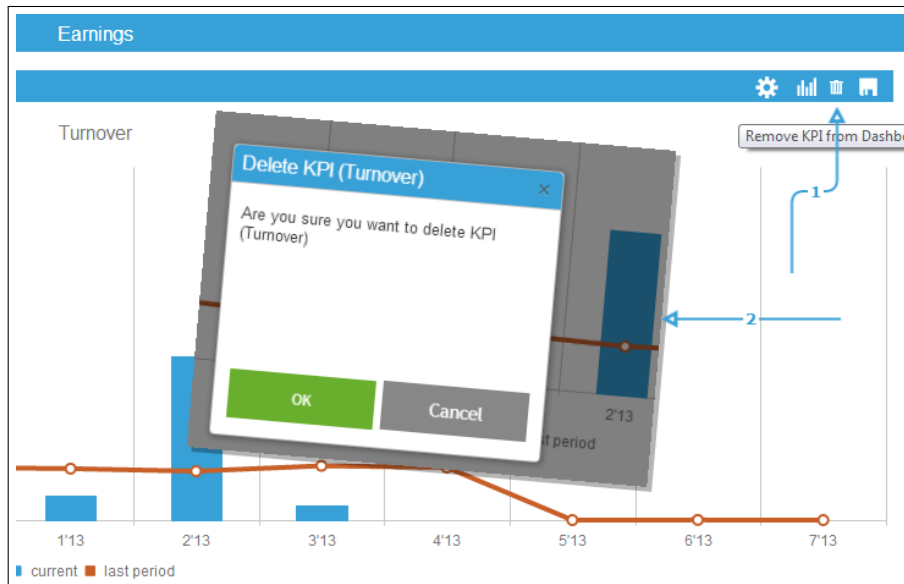 Earnings
Remove KPI from Dashbo
1
Turnover
Delete KPI (Turnover)
×
Are you sure you want to delete KPI
(Turnover)
2
OK
Cancel
2'13
st period
1'13 2'13 3'13 4'13 5'13 6'13 7'13
current last period